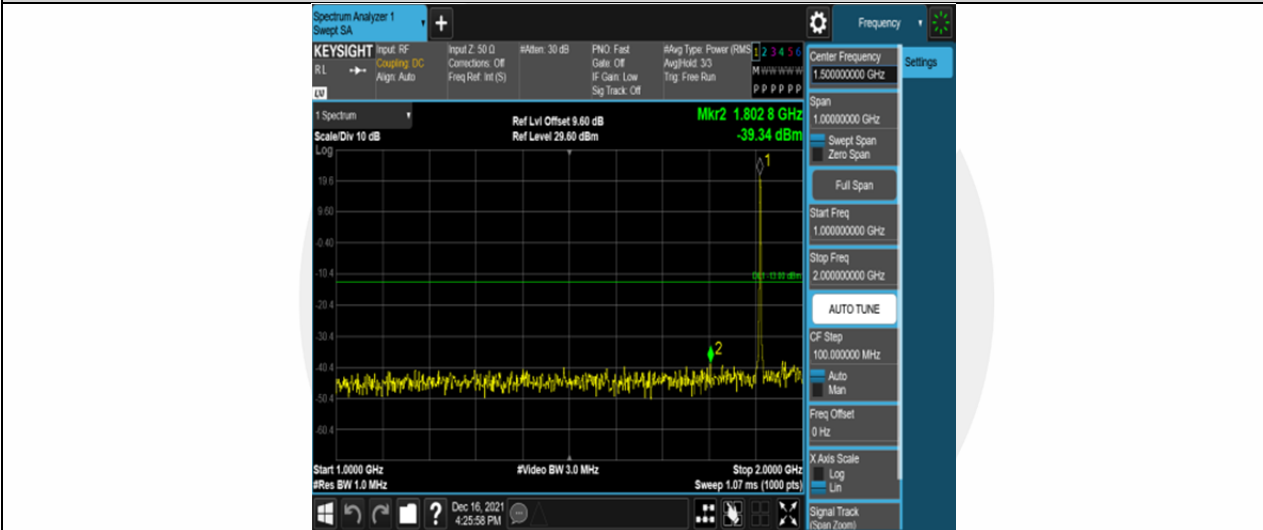 Spectrum Analyzer 1
Swept SA
+
Frequency
KEYSIGHT
RL
LV
Input: RF
Coupling: DC
Align: Auto
Input Z: 50 Ω
Corrections: Off
Freq Ref: Int (S)
#Atten: 30 dB
PNO: Fast
Gate: Off
IF Gain: Low
Sig Track: Off
#Avg Type: Power (RMS
Avg|Hold: 3/3
Trig: Free Run
1 2 3 4 5 6
M W W W W W
P P P P P P
1 Spectrum
Scale/Div 10 dB
Log
Ref Lvl Offset 9.60 dB
Ref Level 29.60 dBm
Mkr2 1.802 8 GHz
-39.34 dBm
1
19.6
9.60
-0.40
-10.4
DL1 -13.00 dBm
-20.4
-30.4
2
-40.4
-50.4
-60.4
Start 1.0000 GHz
#Res BW 1.0 MHz
#Video BW 3.0 MHz
Stop 2.0000 GHz
Sweep 1.07 ms (1000 pts)
?
Dec 16, 2021
4:25:58 PM
Center Frequency
1.500000000 GHz
Settings
Span
1.00000000 GHz
Swept Span
Zero Span
Full Span
Start Freq
1.000000000 GHz
Stop Freq
2.000000000 GHz
AUTO TUNE
CF Step
100.000000 MHz
Auto
Man
Freq Offset
0 Hz
X Axis Scale
Log
Lin
Signal Track
(Span Zoom)